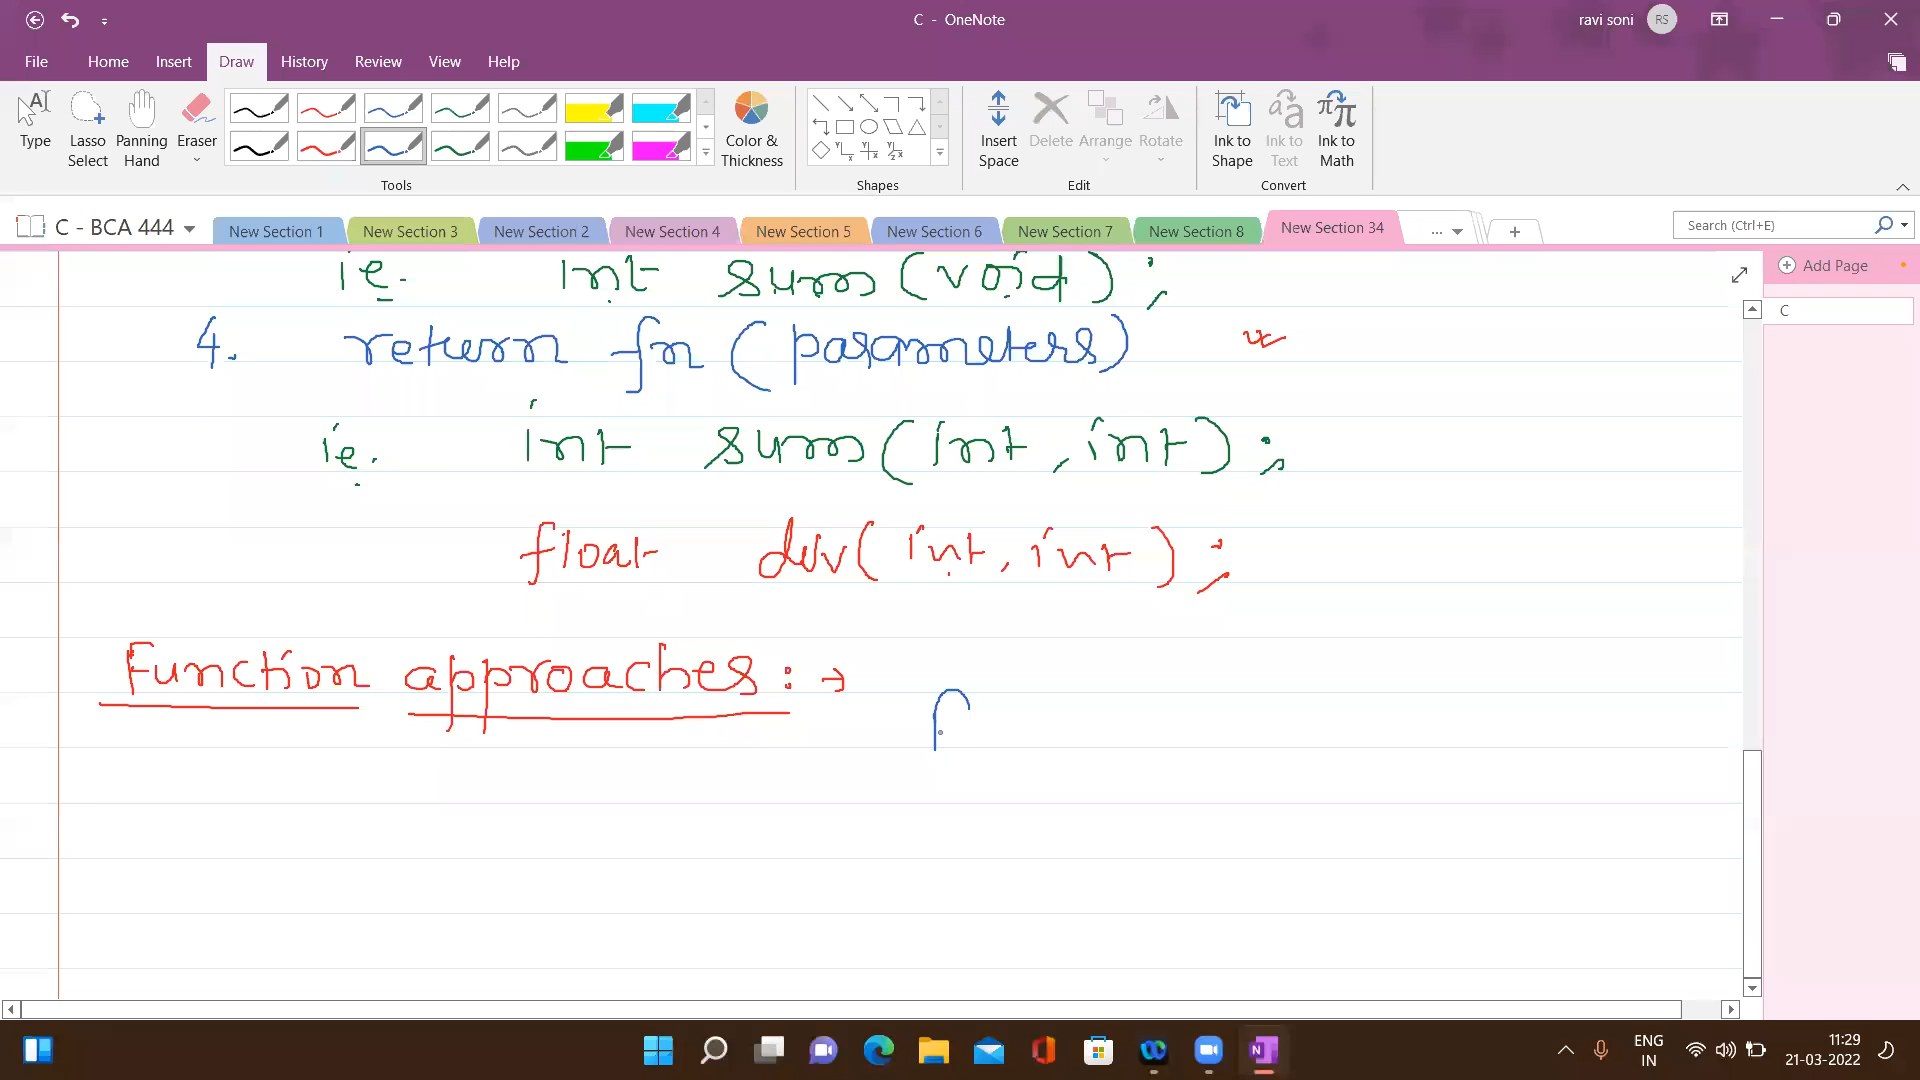 C - OneNote
ravi soni RS
File Home Insert Draw History Review View Help
Type Lasso Select Panning Hand Eraser Color & Thickness Insert Space Delete Arrange Rotate Ink to Shape Ink to Text Ink to Math
Tools Shapes Edit Convert
C - BCA 444 New Section 1 New Section 3 New Section 2 New Section 4 New Section 5 New Section 6 New Section 7 New Section 8 New Section 34 ... + Search (Ctrl+E)
Add Page
C
ie. int sum(void);
4. return fn(parameters)
ie. int sum(int, int);
float div(int, int);
Function approaches :→
ENG IN 11:29 21-03-2022